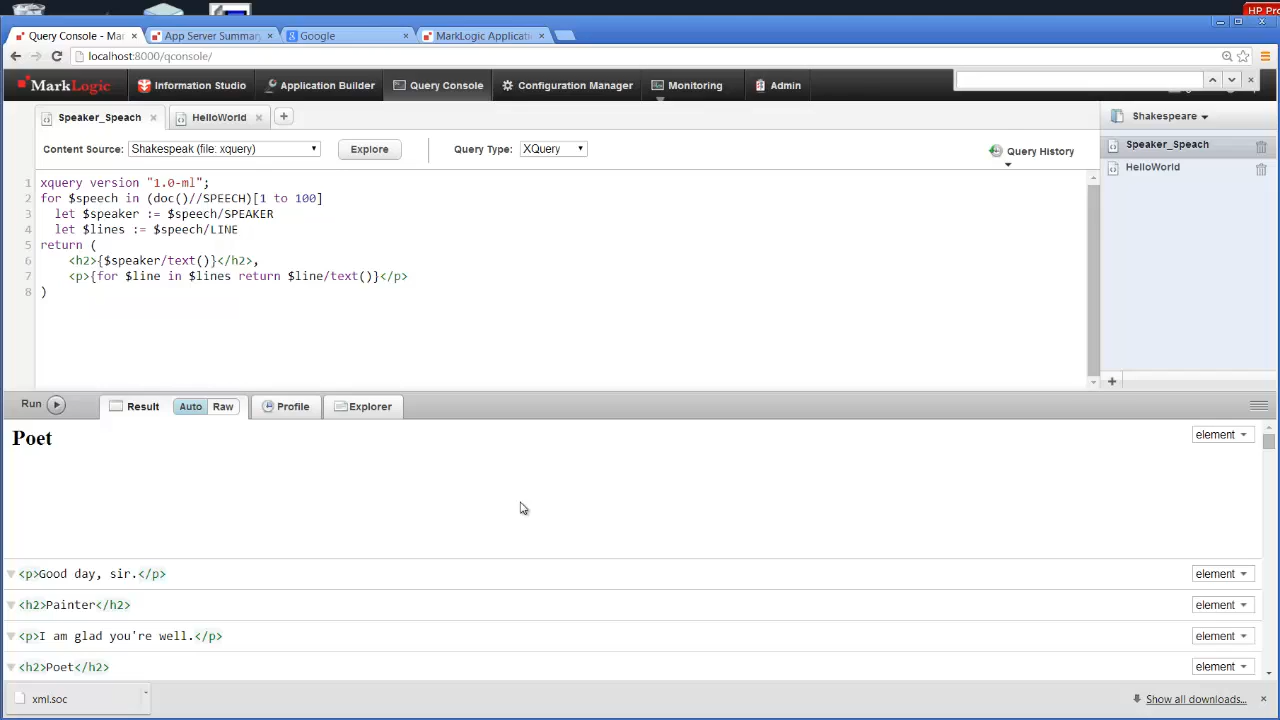 HP Pro
Query Console - Mar
App Server Summary
Google
MarkLogic Applicatio
localhost:8000/qconsole/
MarkLogic
Information Studio
Application Builder
Query Console
Configuration Manager
Monitoring
Admin
Speaker_Speach
HelloWorld
Shakespeare
Content Source:
Shakespeak (file: xquery)
Explore
Query Type:
XQuery
Query History
Speaker_Speach
HelloWorld
1 xquery version "1.0-ml";
2 for $speech in (doc()//SPEECH)[1 to 100]
3 let $speaker := $speech/SPEAKER
4 let $lines := $speech/LINE
5 return (
6 <h2>{$speaker/text()}</h2>,
7 <p>{for $line in $lines return $line/text()}</p>
8 )
Run
Result
Auto
Raw
Profile
Explorer
Poet
element
<p>Good day, sir.</p>
element
<h2>Painter</h2>
element
<p>I am glad you're well.</p>
element
<h2>Poet</h2>
element
xml.soc
Show all downloads...